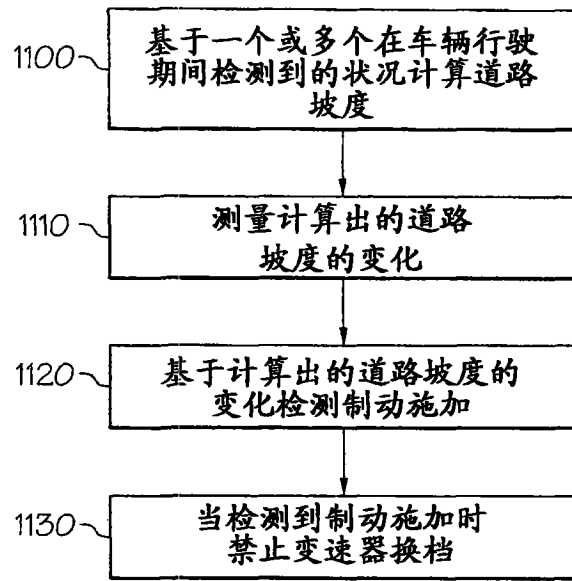 1100
基于一个或多个在车辆行驶
期间检测到的状况计算道路
坡度
1110
测量计算出的道路
坡度的变化
1120
基于计算出的道路坡度的
变化检测制动施加
1130
当检测到制动施加时
禁止变速器换档